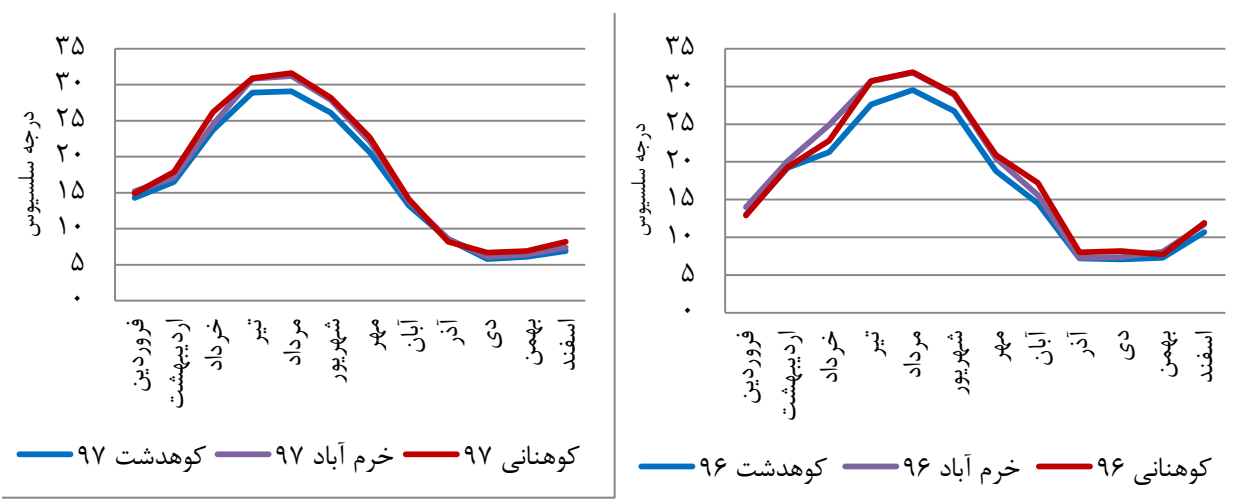 ۳۵
۳۰
۲۵
۲۰
۱۵
۱۰
۵
۰
درجه سلسیوس
فروردین
اردیبهشت
خرداد
تیر
مرداد
شهریور
مهر
آبان
آذر
دی
بهمن
اسفند
کوهدشت ۹۷
خرم آباد ۹۷
کوهنانی ۹۷
۳۵
۳۰
۲۵
۲۰
۱۵
۱۰
۵
۰
درجه سلسیوس
فروردین
اردیبهشت
خرداد
تیر
مرداد
شهریور
مهر
آبان
آذر
دی
بهمن
اسفند
کوهدشت ۹۶
خرم آباد ۹۶
کوهنانی ۹۶